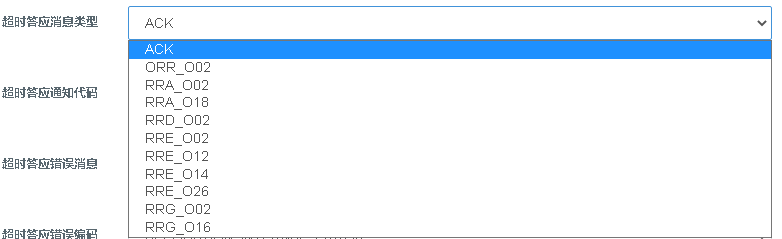 超时答应消息类型
ACK
ACK
ORR_O02
RRA_O02
超时答应通知代码
RRA_O18
RRD_O02
RRE_O02
超时答应错误消息
RRE_O12
RRE_O14
RRE_O26
RRG_O02
RRG_O16
超时答应错误编码